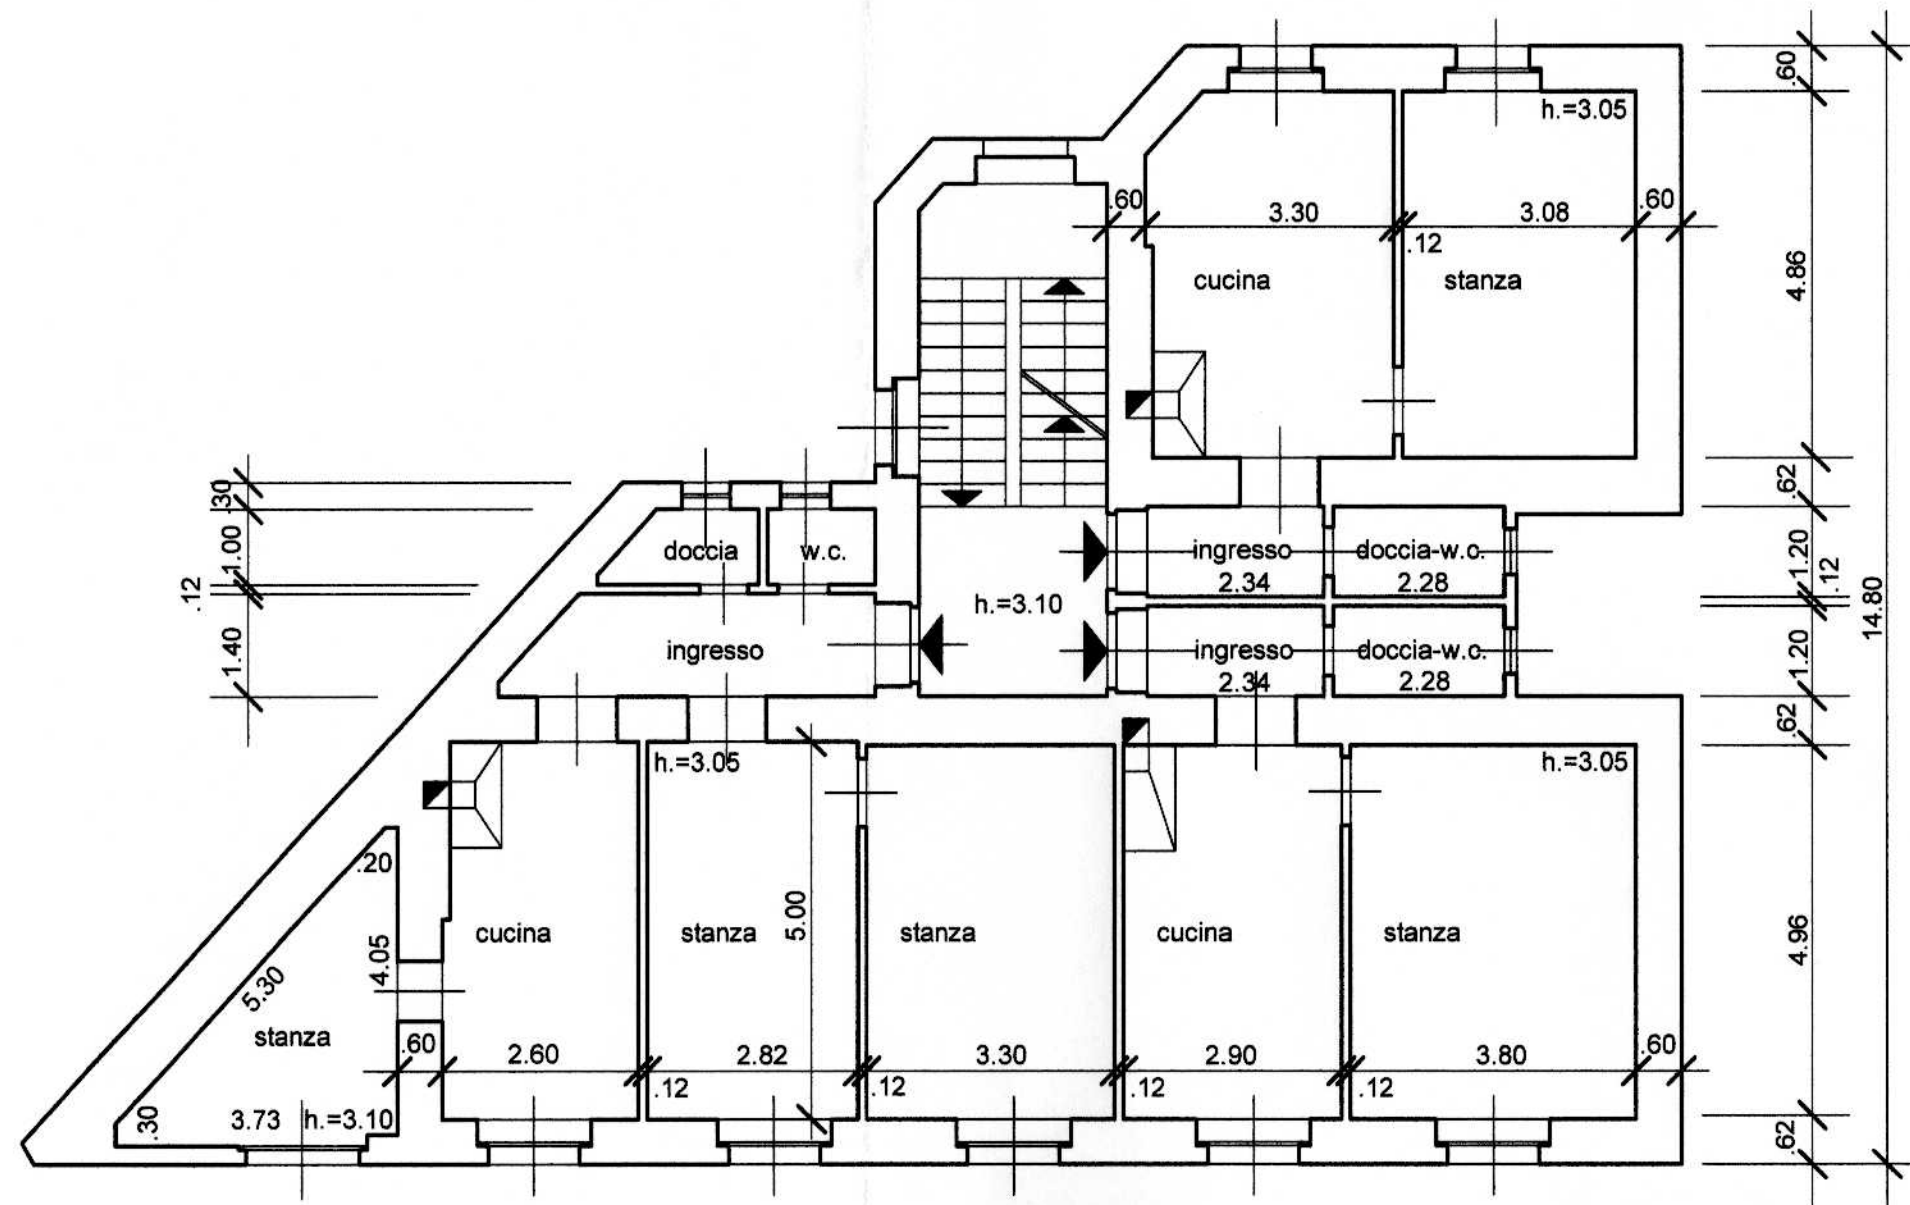 .60
h.=3.05
.60
3.30
3.08
.60
.12
4.86
cucina
stanza
.30
.62
1.00
doccia
w.c.
ingresso
doccia-w.c.
1.20
2.34
2.28
.12
.12
h.=3.10
14.80
1.40
ingresso
ingresso
doccia-w.c.
1.20
2.34
2.28
.62
h.=3.05
h.=3.05
.20
5.00
cucina
stanza
stanza
cucina
stanza
4.96
4.05
5.30
stanza
.60
2.60
2.82
3.30
2.90
3.80
.60
.12
.12
.12
.12
.30
3.73
h.=3.10
.62